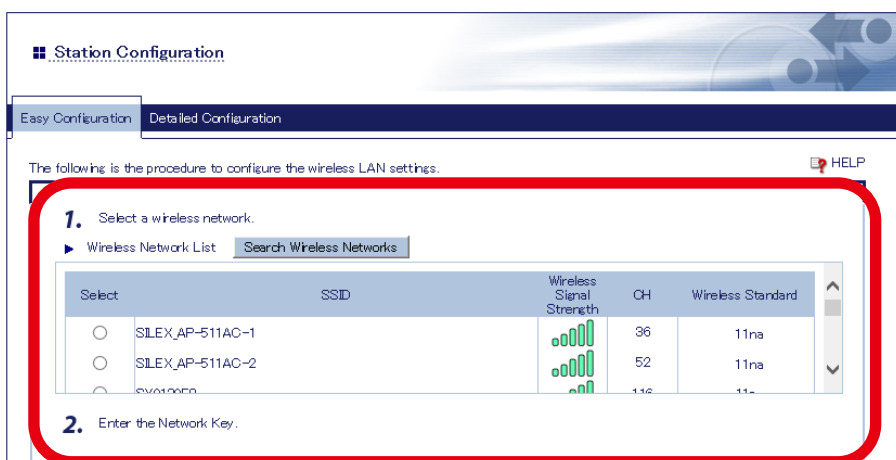 Station Configuration
Easy Configuration Detailed Configuration
The following is the procedure to configure the wireless LAN settings.
HELP
1. Select a wireless network.
Wireless Network List Search Wireless Networks
Select SSID Wireless Signal Strength CH Wireless Standard
SILEX_AP-511AC-1 36 11na
SILEX_AP-511AC-2 52 11na
2. Enter the Network Key.